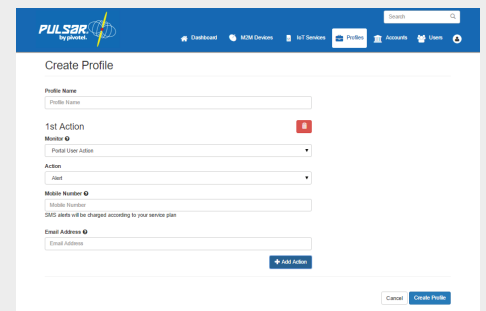 Search
PULSAR.
by pivotel.
Dashboard M2M Devices IoT Services Profiles Accounts Users
Create Profile
Profile Name
Profile Name
1st Action
Monitor
Portal User Action
Action
Alert
Mobile Number
Mobile Number
SMS alerts will be charged according to your service plan
Email Address
Email Address
Add Action
Cancel Create Profile